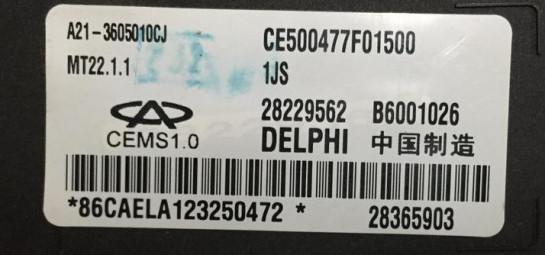 A21-3605010CJ CE500477F01500
MT22.1.1 1JS
28229562 B6001026
CEMS1.0 DELPHI 中国制造
*86CAELA123250472 * 28365903